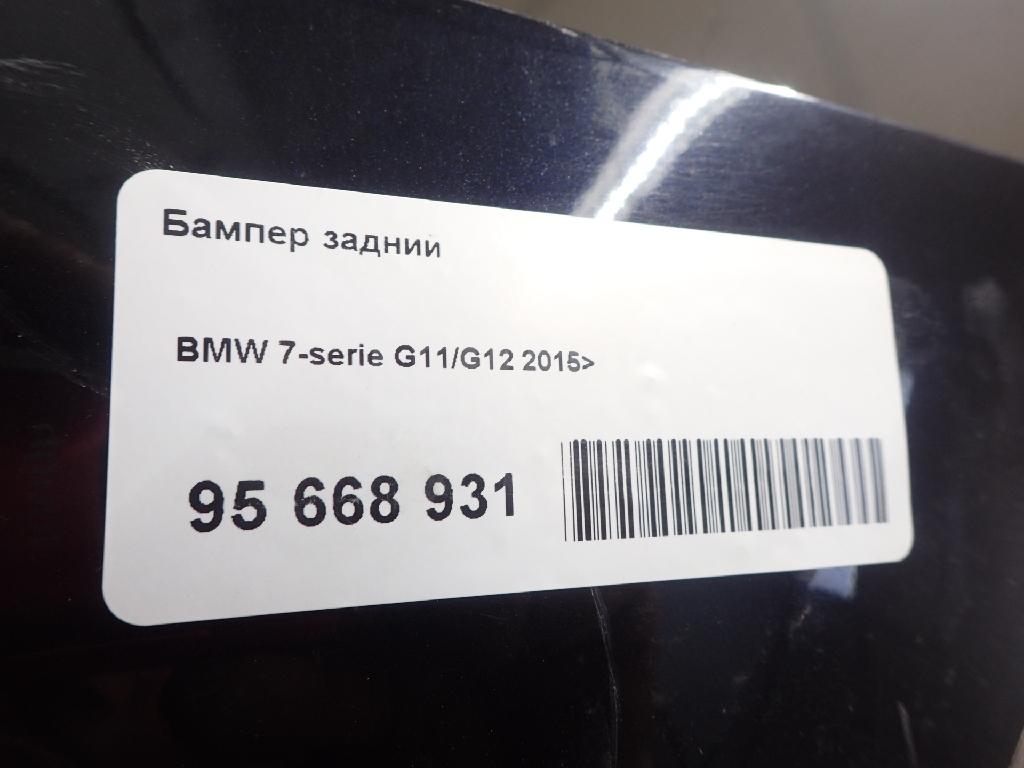 Бампер задний
BMW 7-serie G11/G12 2015>
95 668 931